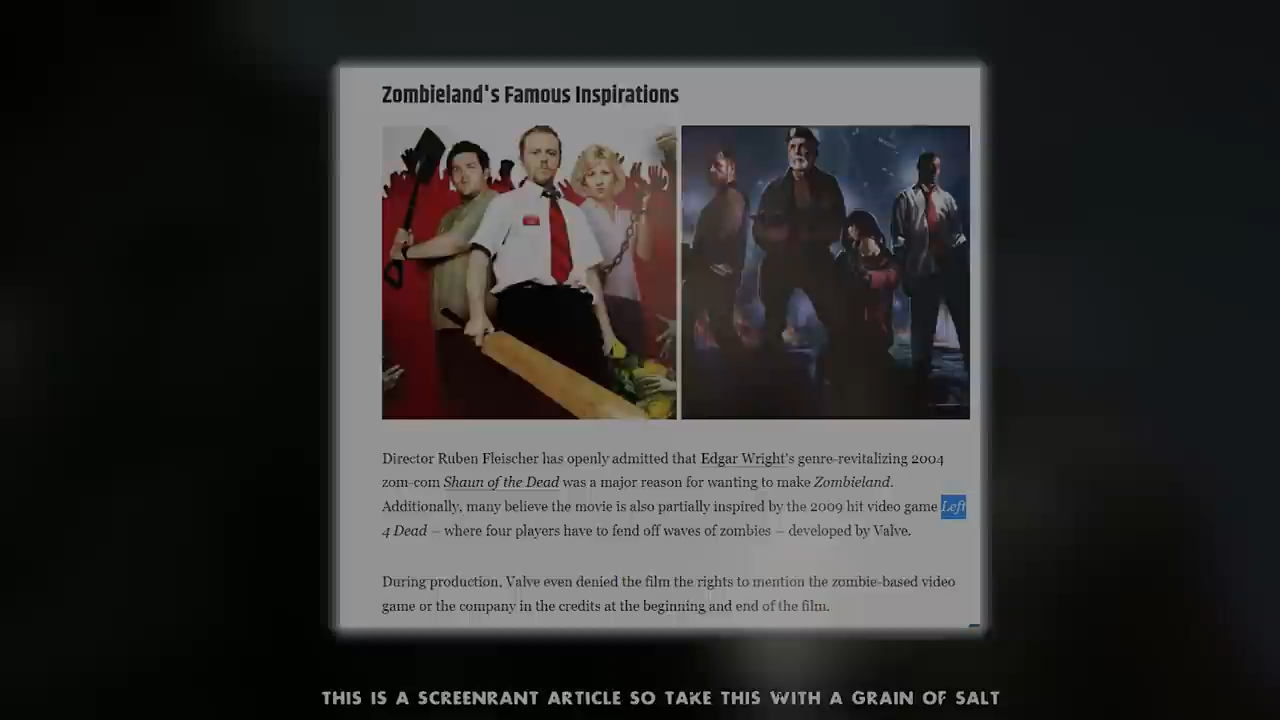 Zombieland's Famous Inspirations
Director Ruben Fleischer has openly admitted that Edgar Wright's genre-revitalizing 2004
zom-com Shaun of the Dead was a major reason for wanting to make Zombieland.
Additionally, many believe the movie is also partially inspired by the 2009 hit video game Left
4 Dead – where four players have to fend off waves of zombies – developed by Valve.
During production, Valve even denied the film the rights to mention the zombie-based video
game or the company in the credits at the beginning and end of the film.
THIS IS A SCREENRANT ARTICLE SO TAKE THIS WITH A GRAIN OF SALT